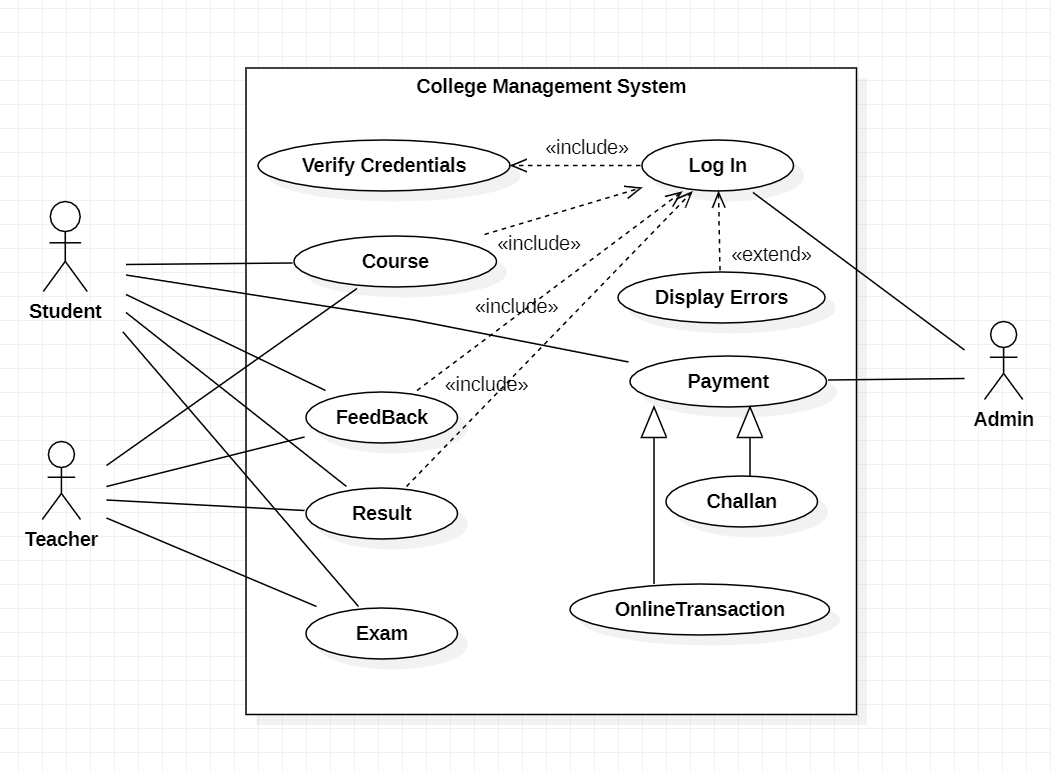 College Management System
«include»
Verify Credentials
Log In
«include»
«extend»
Course
Display Errors
Student
«include»
Payment
«include»
FeedBack
Admin
Challan
Result
Teacher
OnlineTransaction
Exam